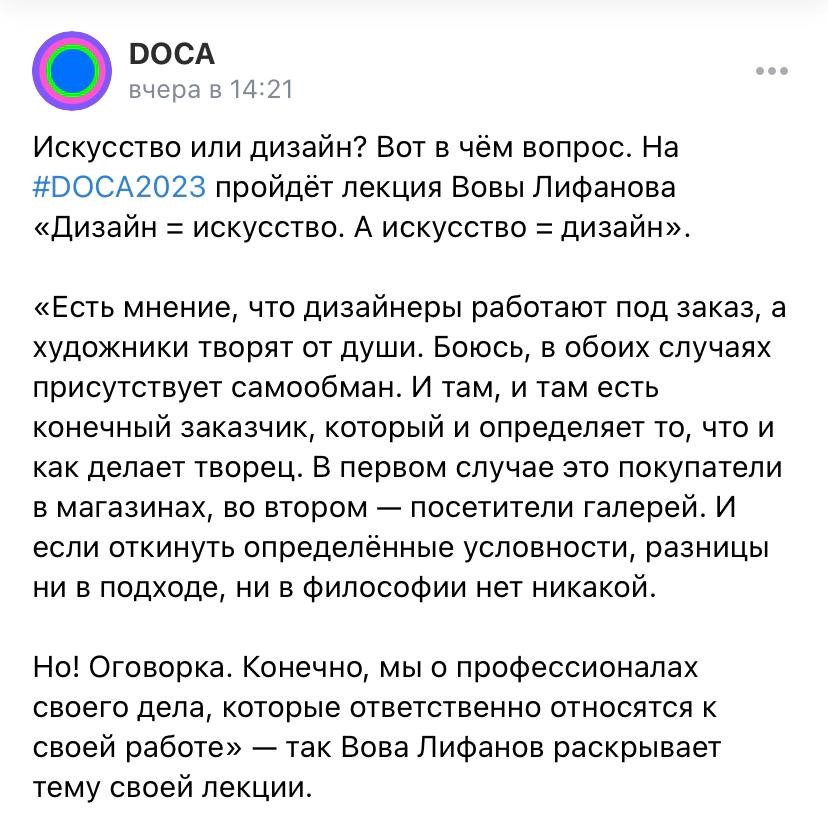 DOCA
вчера в 14:21
Искусство или дизайн? Вот в чём вопрос. На
#DOCA2023 пройдёт лекция Вовы Лифанова
«Дизайн = искусство. А искусство = дизайн».
«Есть мнение, что дизайнеры работают под заказ, а
художники творят от души. Боюсь, в обоих случаях
присутствует самообман. И там, и там есть
конечный заказчик, который и определяет то, что и
как делает творец. В первом случае это покупатели
в магазинах, во втором — посетители галерей. И
если откинуть определённые условности, разницы
ни в подходе, ни в философии нет никакой.
Но! Оговорка. Конечно, мы о профессионалах
своего дела, которые ответственно относятся к
своей работе» — так Вова Лифанов раскрывает
тему своей лекции.